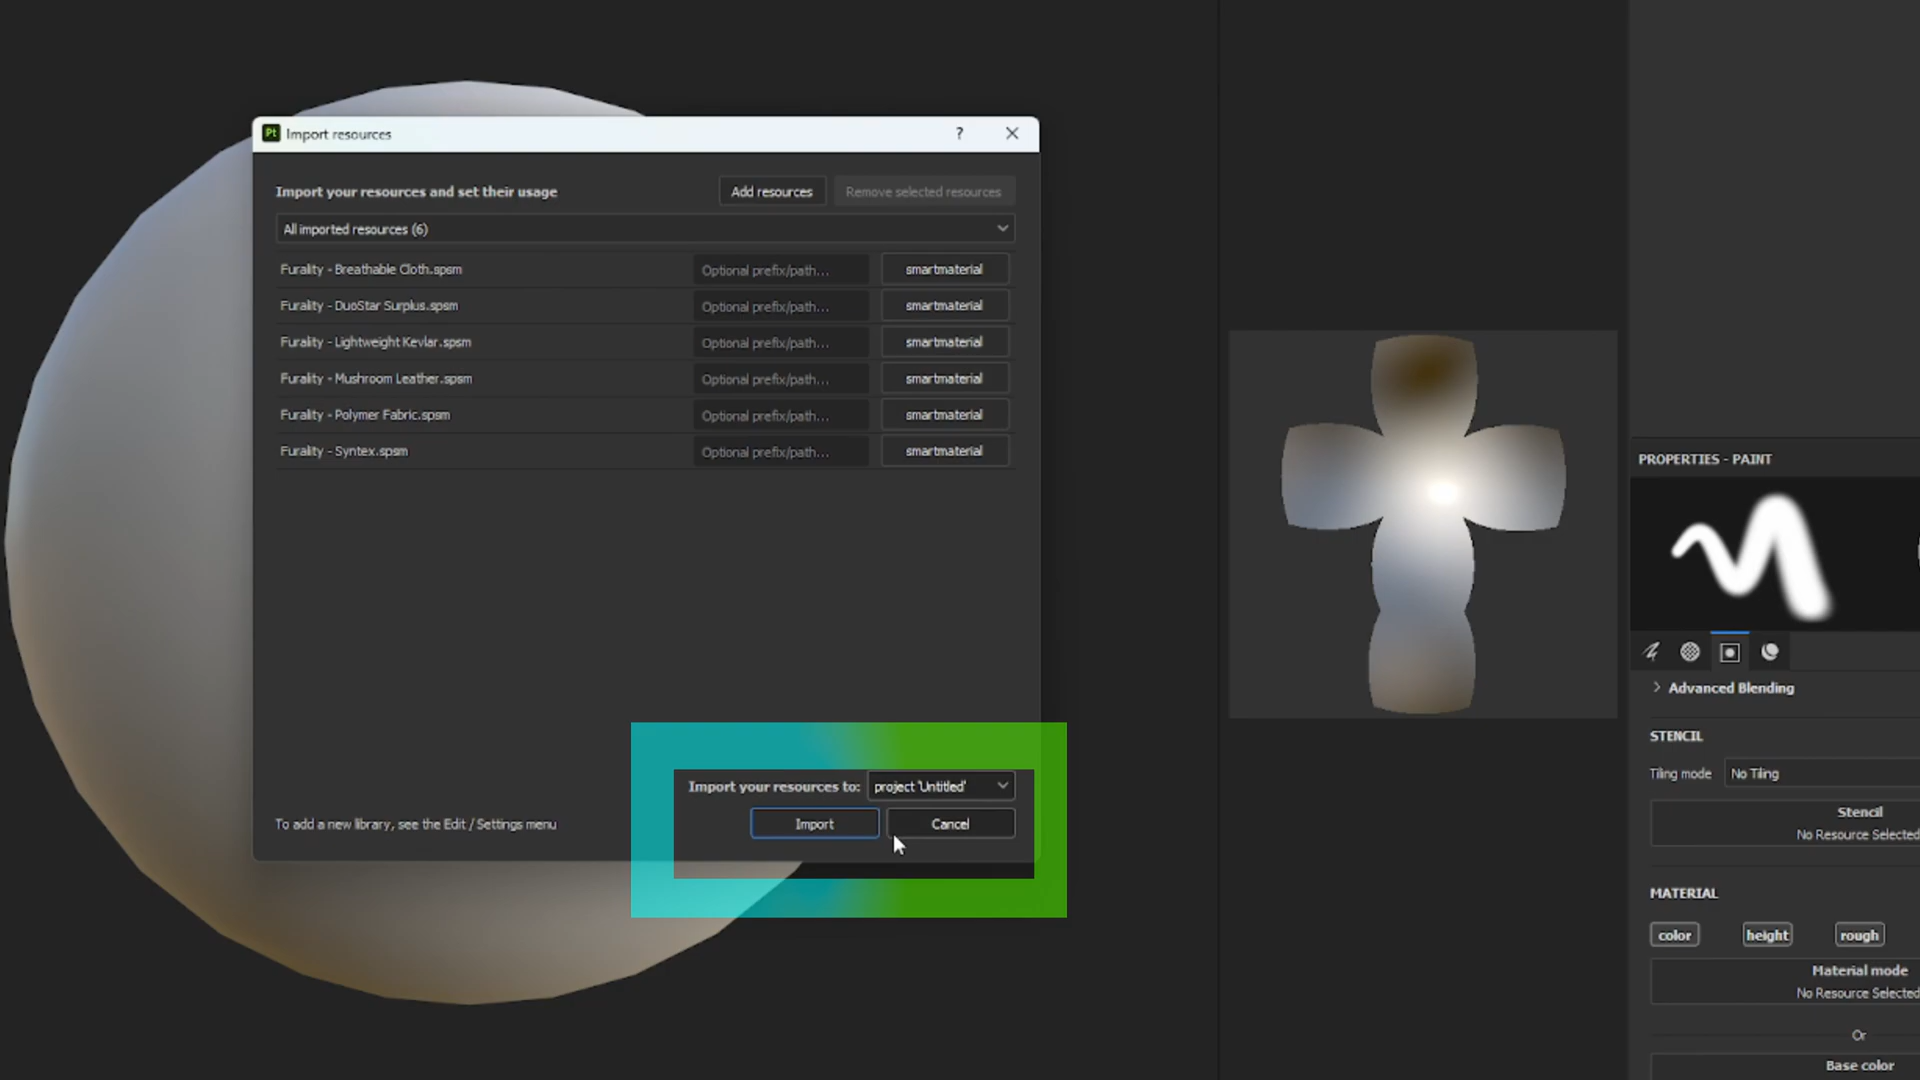 Pt Import resources ?
Import your resources and set their usage Add resources Remove selected resources
All imported resources (6)
Furality - Breathable Cloth.spsm Optional prefix/path... smartmaterial
Furality - DuoStar Surplus.spsm Optional prefix/path... smartmaterial
Furality - Lightweight Kevlar.spsm Optional prefix/path... smartmaterial
Furality - Mushroom Leather.spsm Optional prefix/path... smartmaterial
Furality - Polymer Fabric.spsm Optional prefix/path... smartmaterial
Furality - Syntex.spsm Optional prefix/path... smartmaterial
Import your resources to: project 'Untitled'
To add a new library, see the Edit / Settings menu Import Cancel
PROPERTIES - PAINT
Advanced Blending
STENCIL
Tiling mode No Tiling
Stencil
No Resource Selected
MATERIAL
color height rough
Material mode
No Resource Selected
Or
Base color